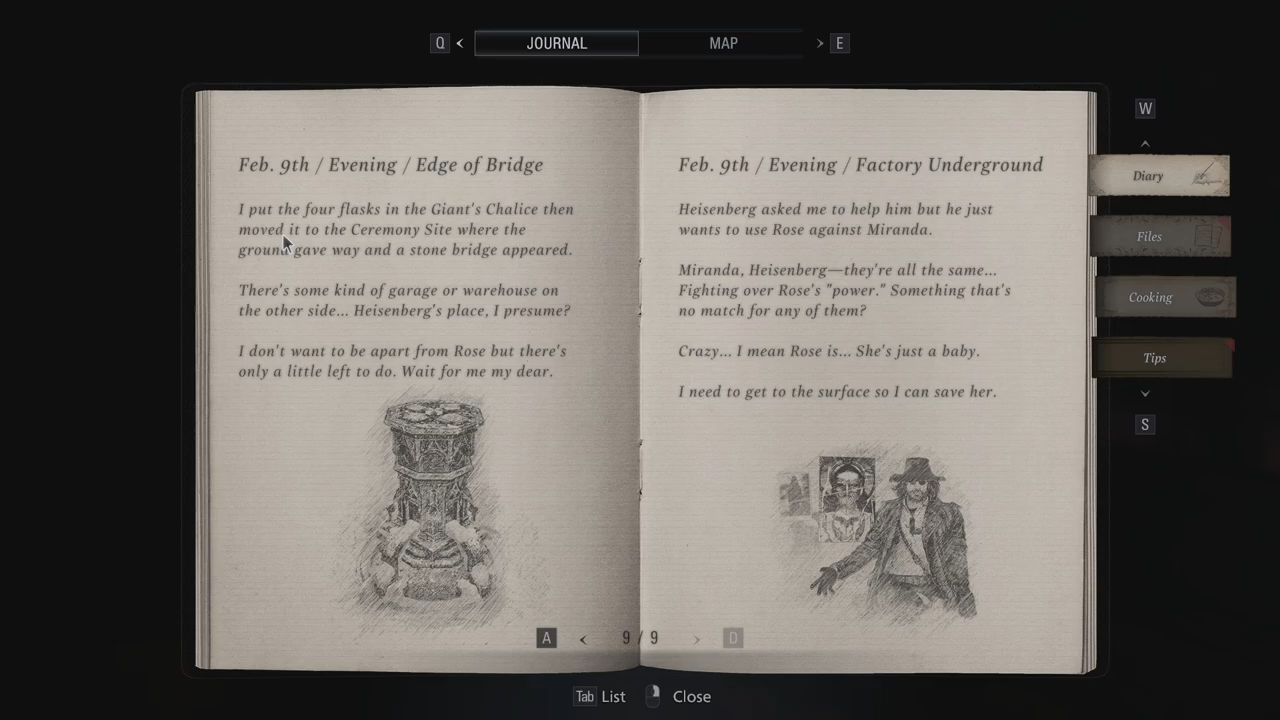 Q
JOURNAL
MAP
E
Feb. 9th / Evening / Edge of Bridge
I put the four flasks in the Giant's Chalice then
moved it to the Ceremony Site where the
ground gave way and a stone bridge appeared.
There's some kind of garage or warehouse on
the other side... Heisenberg's place, I presume?
I don't want to be apart from Rose but there's
only a little left to do. Wait for me my dear.
Feb. 9th / Evening / Factory Underground
Heisenberg asked me to help him but he just
wants to use Rose against Miranda.
Miranda, Heisenberg—they're all the same...
Fighting over Rose's "power." Something that's
no match for any of them?
Crazy... I mean Rose is... She's just a baby.
I need to get to the surface so I can save her.
W
Diary
Files
Cooking
Tips
S
A
9 / 9
D
Tab List
Close